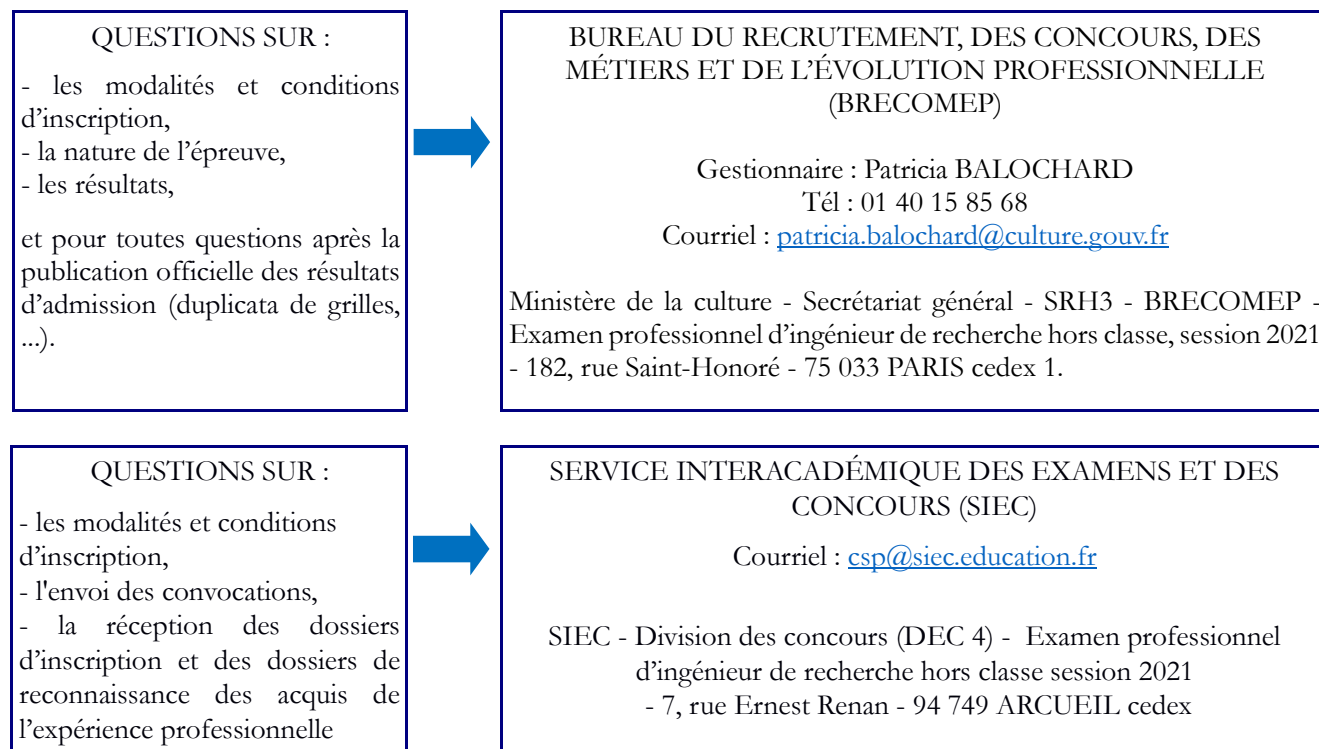 QUESTIONS SUR :
- les modalités et conditions
d’inscription,
- la nature de l’épreuve,
- les résultats,
et pour toutes questions après la
publication officielle des résultats
d’admission (duplicata de grilles,
...).
BUREAU DU RECRUTEMENT, DES CONCOURS, DES
MÉTIERS ET DE L’ÉVOLUTION PROFESSIONNELLE
(BRECOMEP)
Gestionnaire : Patricia BALOCHARD
Tél : 01 40 15 85 68
Courriel : patricia.balochard@culture.gouv.fr
Ministère de la culture - Secrétariat général - SRH3 - BRECOMEP -
Examen professionnel d’ingénieur de recherche hors classe, session 2021
- 182, rue Saint-Honoré - 75 033 PARIS cedex 1.
QUESTIONS SUR :
- les modalités et conditions
d’inscription,
- l'envoi des convocations,
- la réception des dossiers
d’inscription et des dossiers de
reconnaissance des acquis de
l’expérience professionnelle
SERVICE INTERACADÉMIQUE DES EXAMENS ET DES
CONCOURS (SIEC)
Courriel : csp@siec.education.fr
SIEC - Division des concours (DEC 4) - Examen professionnel
d’ingénieur de recherche hors classe session 2021
- 7, rue Ernest Renan - 94 749 ARCUEIL cedex